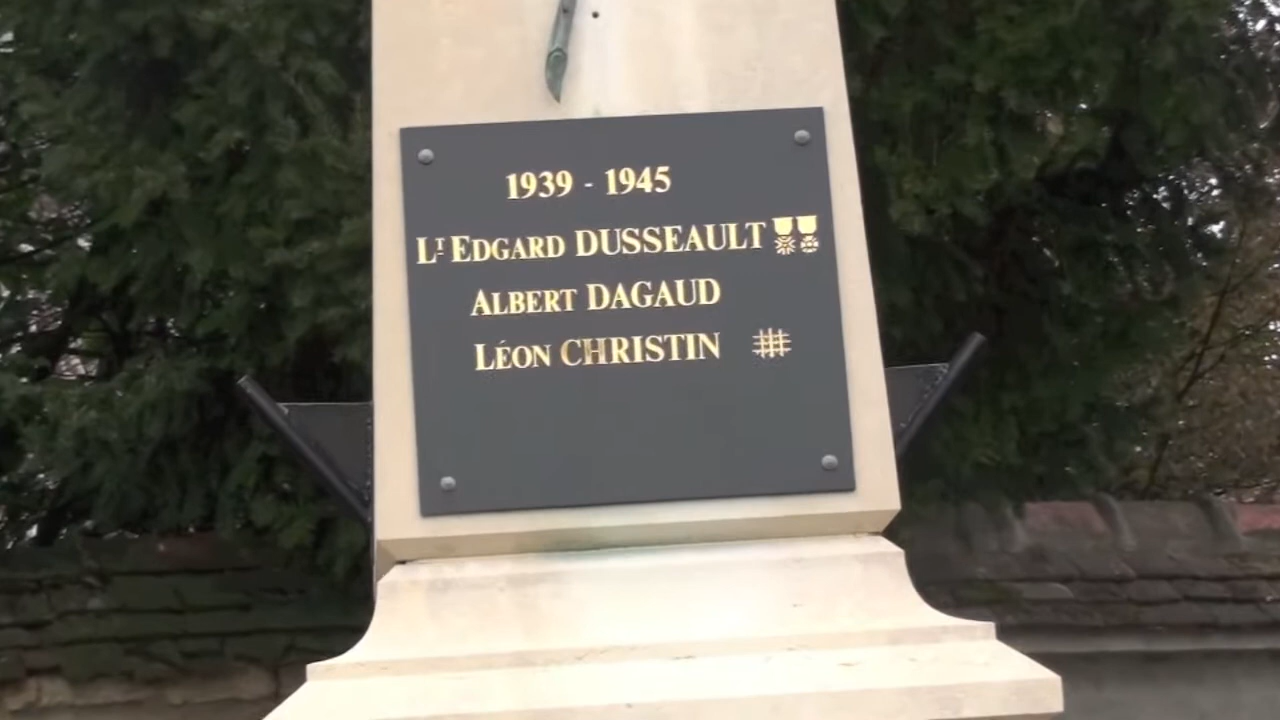 1939 - 1945
LT EDGARD DUSSEAULT
ALBERT DAGAUD
LÉON CHRISTIN